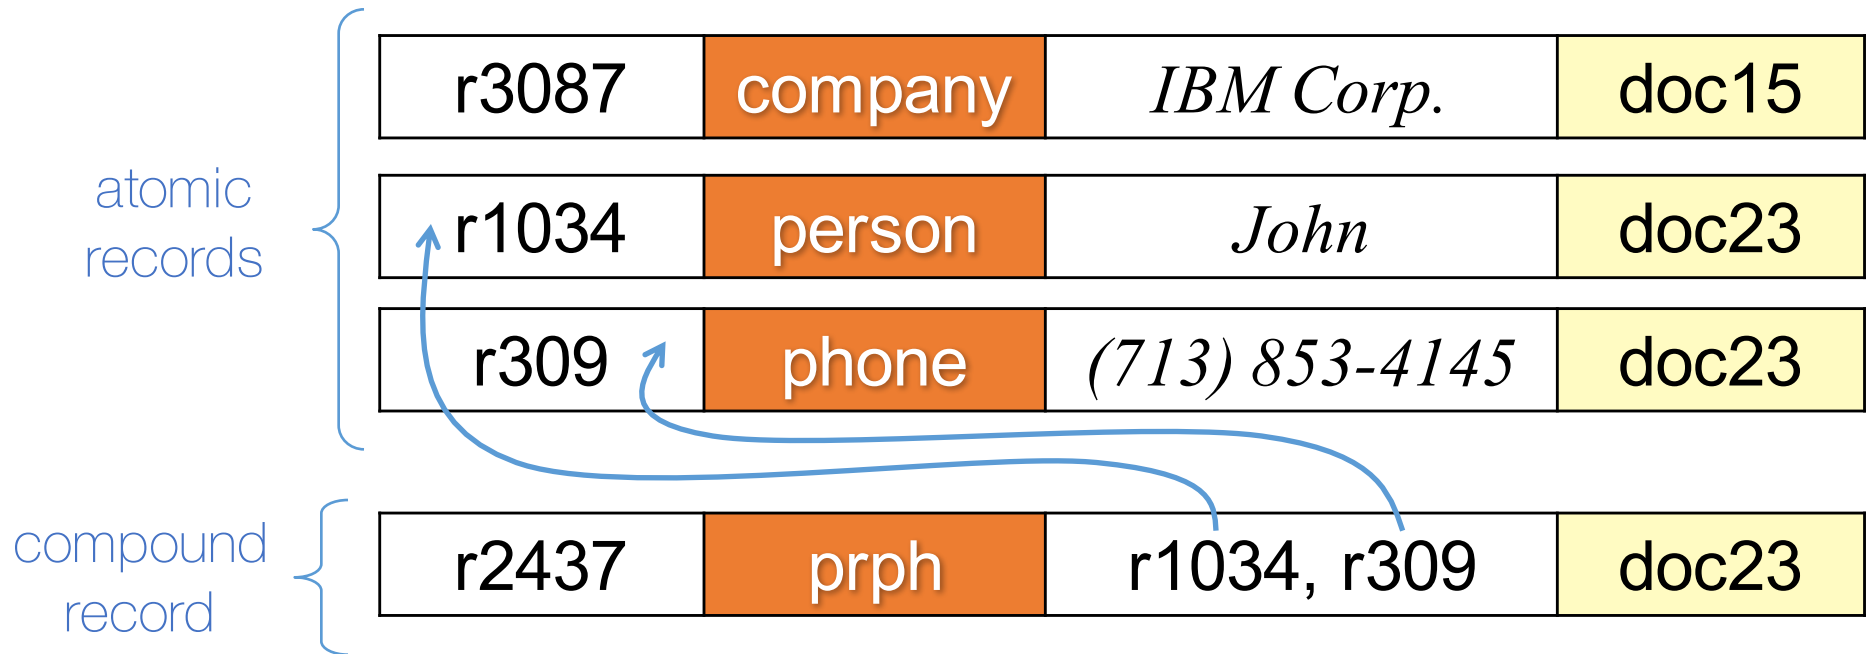 atomic
records
r3087 company IBM Corp. doc15
r1034 person John doc23
r309 phone (713) 853-4145 doc23
compound
record
r2437 prph r1034, r309 doc23